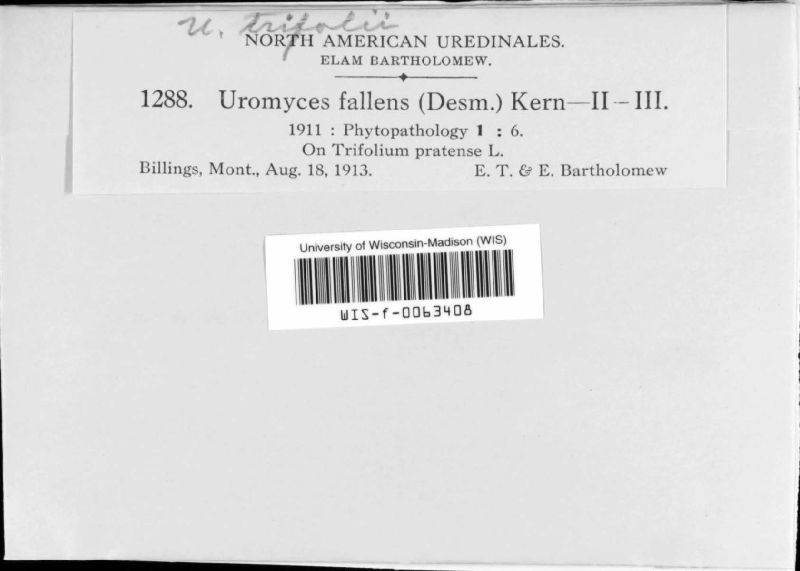 U. trifolii
NORTH AMERICAN UREDINALES.
ELAM BARTHOLOMEW.
1288. Uromyces fallens (Desm.) Kern—II–III.
1911 : Phytopathology 1 : 6.
On Trifolium pratense L.
Billings, Mont., Aug. 18, 1913. E. T. & E. Bartholomew
University of Wisconsin-Madison (WIS)
WIS-f-0063408